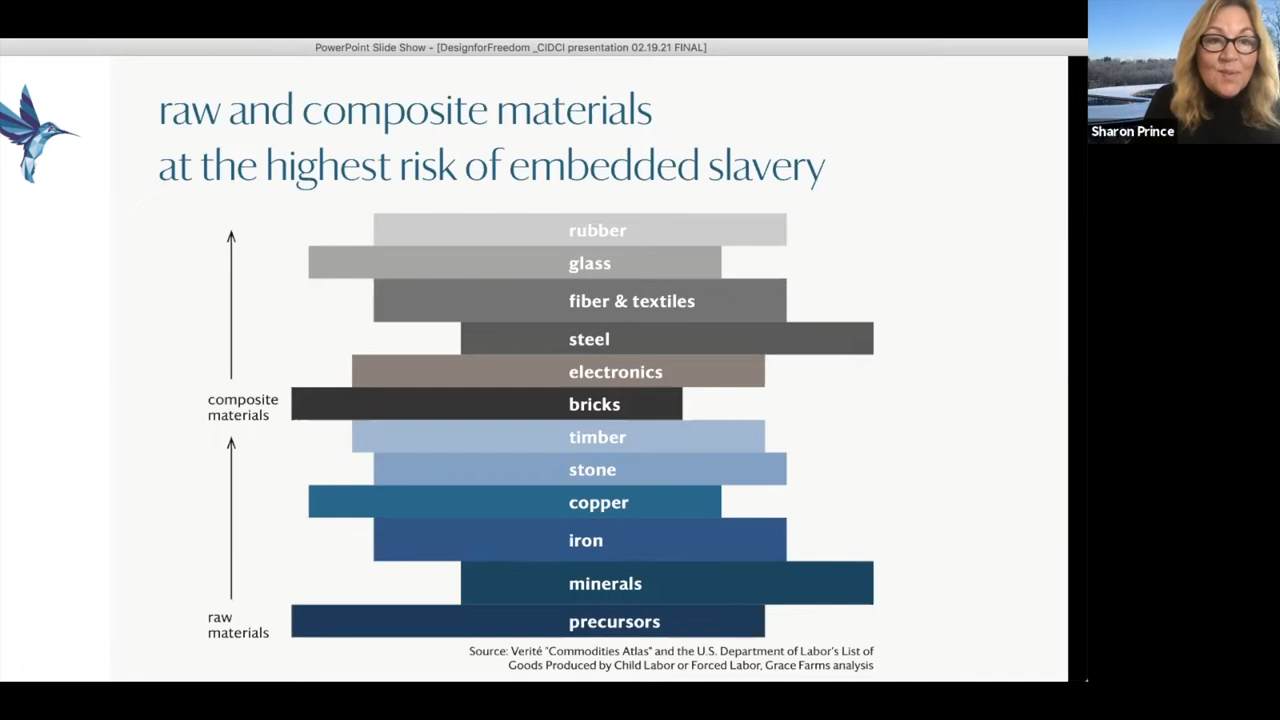 PowerPoint Slide Show - [DesignforFreedom _CIDCI presentation 02.19.21 FINAL]
Sharon Prince
raw and composite materials
at the highest risk of embedded slavery
rubber
glass
fiber & textiles
steel
electronics
composite
materials
bricks
timber
stone
copper
iron
minerals
raw
materials
precursors
Source: Verité "Commodities Atlas" and the U.S. Department of Labor's List of
Goods Produced by Child Labor or Forced Labor, Grace Farms analysis